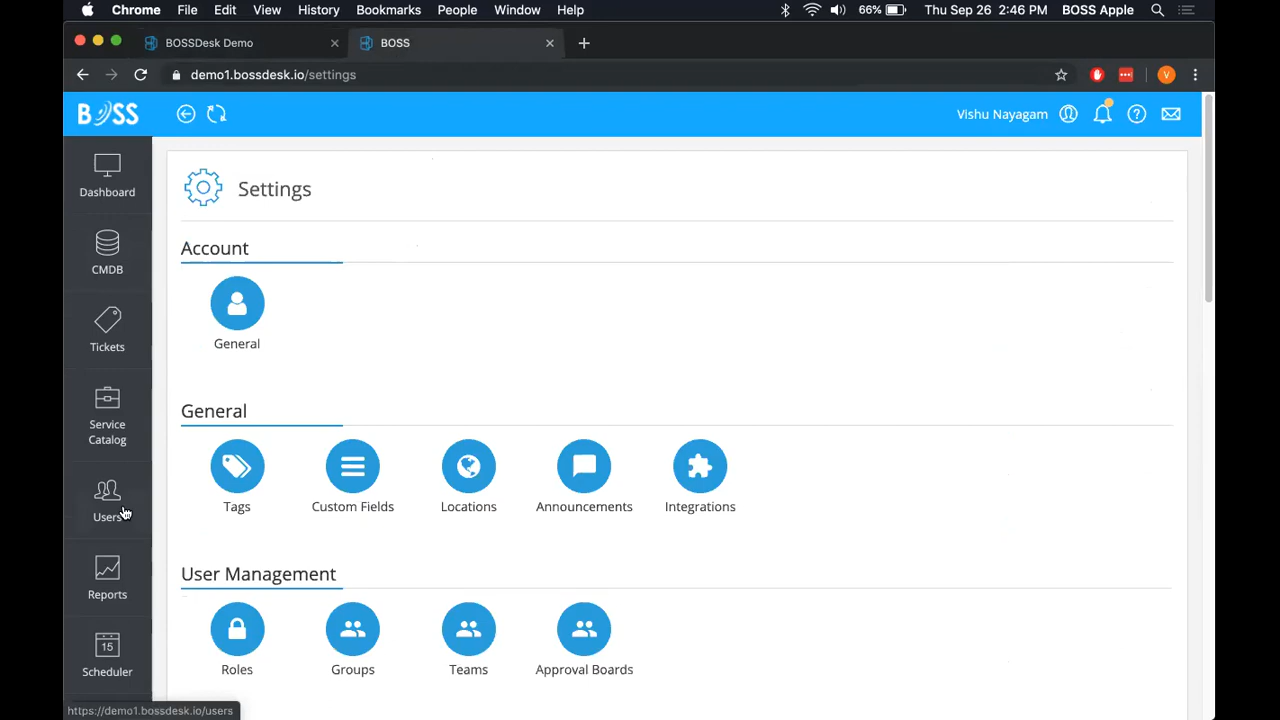 Chrome File Edit View History Bookmarks People Window Help 66% Thu Sep 26 2:46 PM BOSS Apple
BOSSDesk Demo BOSS
demo1.bossdesk.io/settings
BOSS Vishu Nayagam
V
Dashboard
CMDB
Tickets
Service
Catalog
Users
Reports
15
Scheduler
Settings
Account
General
General
Tags Custom Fields Locations Announcements Integrations
User Management
Roles Groups Teams Approval Boards
https://demo1.bossdesk.io/users